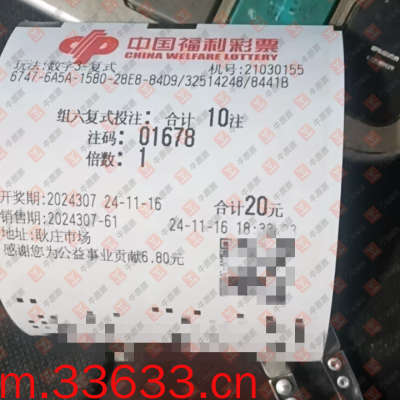 中国福利彩票
CHINA WELFARE LOTTERY
玩法:数字3-复式 机号:21030155
6747-6A5A-1580-28E8-84D9/32514248/8441B
组六复式投注: 合计 10注
注码: 01678
倍数: 1
开奖期:2024307 24-11-16 合计20元
销售期:2024307-61 24-11-16 18:
地址:耿庄市场
感谢您为公益事业贡献6.80元
m.33633.cn